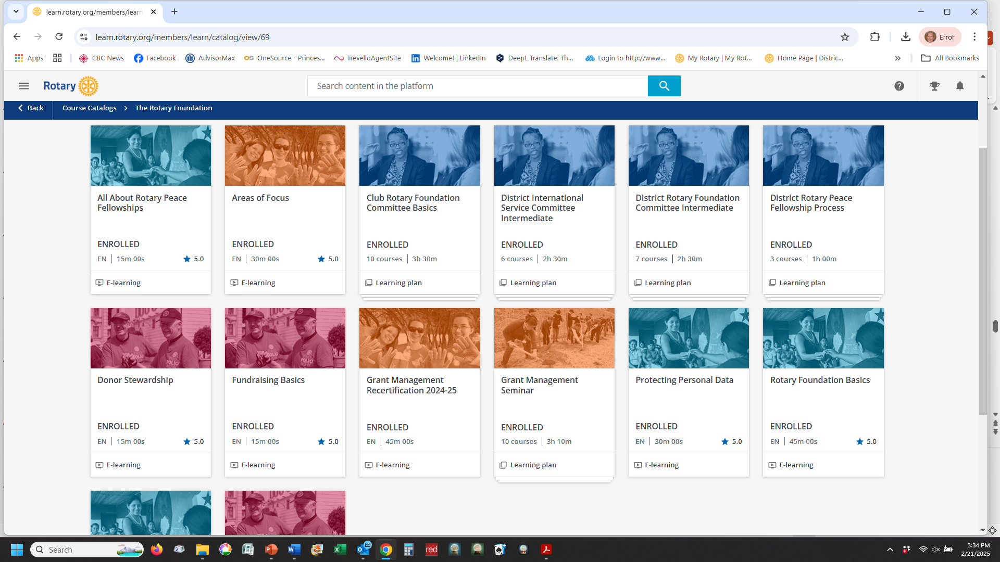 learn.rotary.org/members/learn
learn.rotary.org/members/learn/catalog/view/69
Error
Apps
CBC News
Facebook
AdvisorMax
OneSource - Princes...
TrevelloAgentSite
Welcome! | LinkedIn
DeepL Translate: Th...
Login to http://www...
My Rotary | My Rot...
Home Page | Distric...
All Bookmarks
Rotary
Search content in the platform
Back
Course Catalogs > The Rotary Foundation
All About Rotary Peace
Fellowships
ENROLLED
EN | 15m 00s
5.0
E-learning
Areas of Focus
ENROLLED
EN | 30m 00s
5.0
E-learning
Club Rotary Foundation
Committee Basics
ENROLLED
10 courses | 3h 30m
Learning plan
District International
Service Committee
Intermediate
ENROLLED
6 courses | 2h 30m
Learning plan
District Rotary Foundation
Committee Intermediate
ENROLLED
7 courses | 2h 30m
Learning plan
District Rotary Peace
Fellowship Process
ENROLLED
3 courses | 1h 00m
Learning plan
Donor Stewardship
ENROLLED
EN | 15m 00s
5.0
E-learning
Fundraising Basics
ENROLLED
EN | 15m 00s
5.0
E-learning
Grant Management
Recertification 2024-25
ENROLLED
EN | 45m 00s
E-learning
Grant Management
Seminar
ENROLLED
10 courses | 3h 10m
Learning plan
Protecting Personal Data
ENROLLED
EN | 30m 00s
5.0
E-learning
Rotary Foundation Basics
ENROLLED
EN | 45m 00s
5.0
E-learning
Search
red
3:34 PM
2/21/2025